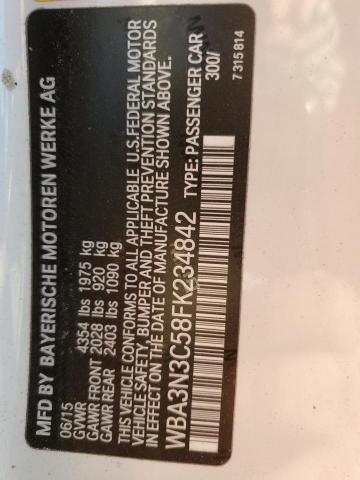 MFD BY BAYERISCHE MOTOREN WERKE AG
06/15
GVWR 4354 lbs 1975 kg
GAWR FRONT 2028 lbs 920 kg
GAWR REAR 2403 lbs 1090 kg
THIS VEHICLE CONFORMS TO ALL APPLICABLE U.S.FEDERAL MOTOR
VEHICLE SAFETY, BUMPER AND THEFT PREVENTION STANDARDS
IN EFFECT ON THE DATE OF MANUFACTURE SHOWN ABOVE.
WBA3N3C58FK234842 TYPE: PASSENGER CAR
300/
7 315 814